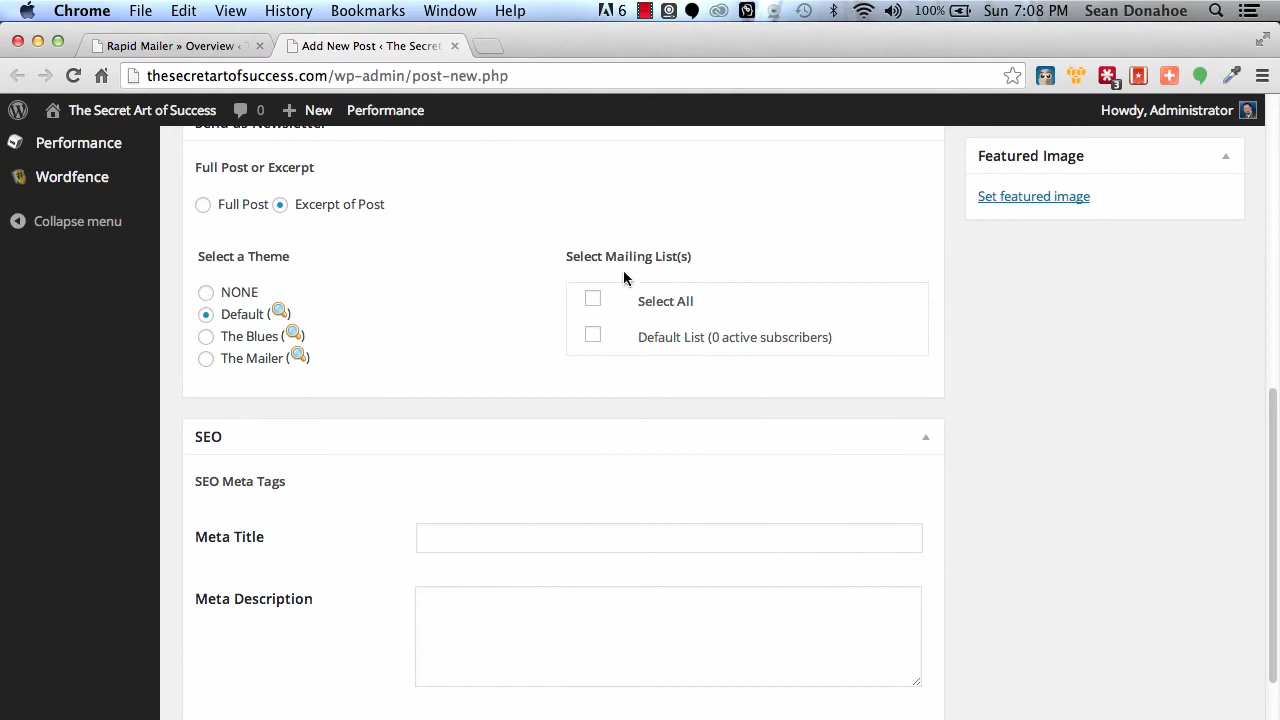 Chrome File Edit View History Bookmarks Window Help 6 100% Sun 7:08 PM Sean Donahoe
Rapid Mailer » Overview ‹ Add New Post ‹ The Secret
thesecretartofsuccess.com/wp-admin/post-new.php 3
The Secret Art of Success 0 New Performance Howdy, Administrator
Performance
Wordfence
Collapse menu
Send as Newsletter
Full Post or Excerpt
Full Post Excerpt of Post
Select a Theme
NONE
Default ( )
The Blues ( )
The Mailer ( )
Select Mailing List(s)
Select All
Default List (0 active subscribers)
SEO
SEO Meta Tags
Meta Title
Meta Description
Featured Image
Set featured image